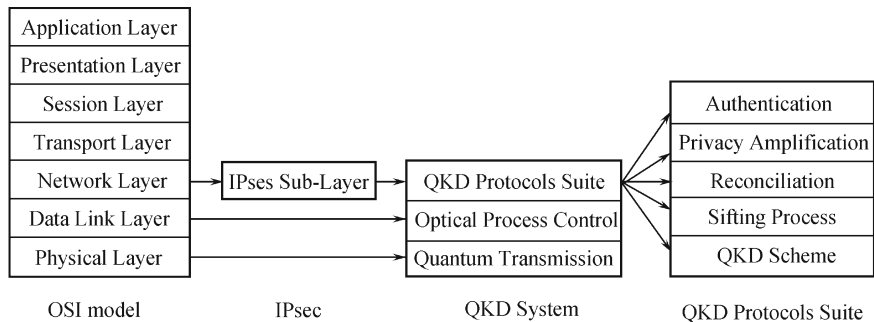 Application Layer
Presentation Layer
Session Layer
Transport Layer
Network Layer
Data Link Layer
Physical Layer
OSI model
IPses Sub-Layer
IPsec
QKD Protocols Suite
Optical Process Control
Quantum Transmission
QKD System
Authentication
Privacy Amplification
Reconciliation
Sifting Process
QKD Scheme
QKD Protocols Suite